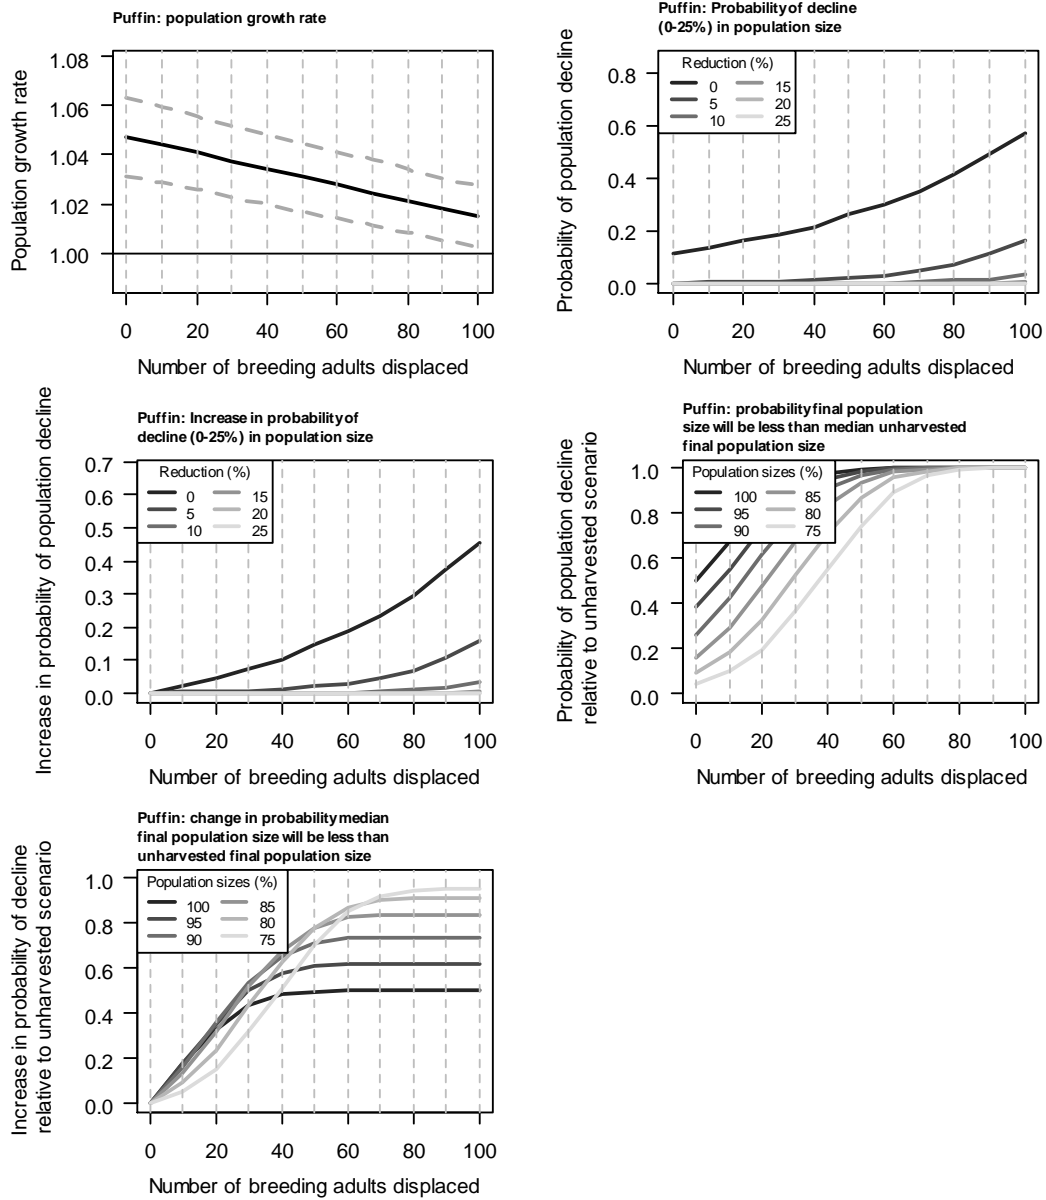 Puffin: population growth rate
Population growth rate
1.08
1.06
1.04
1.02
1.00
0 20 40 60 80 100
Number of breeding adults displaced
Puffin: Probability of decline
(0-25%) in population size
Probability of population decline
0.8
0.6
0.4
0.2
0.0
Reduction (%)
0 15
5 20
10 25
0 20 40 60 80 100
Number of breeding adults displaced
Puffin: Increase in probability of
decline (0-25%) in population size
Increase in probability of population decline
0.7
0.6
0.5
0.4
0.3
0.2
0.1
0.0
Reduction (%)
0 15
5 20
10 25
0 20 40 60 80 100
Number of breeding adults displaced
Puffin: probability final population
size will be less than median unharvested
final population size
Probability of population decline
relative to unharvested scenario
1.0
0.8
0.6
0.4
0.2
0.0
Population sizes (%)
100 85
95 80
90 75
0 20 40 60 80 100
Number of breeding adults displaced
Puffin: change in probability median
final population size will be less than
unharvested final population size
Increase in probability of decline
relative to unharvested scenario
1.0
0.8
0.6
0.4
0.2
0.0
Population sizes (%)
100 85
95 80
90 75
0 20 40 60 80 100
Number of breeding adults displaced